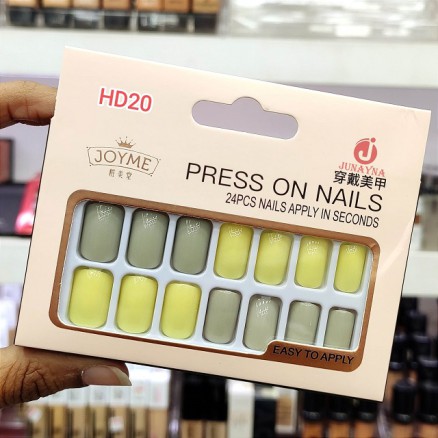 HD20
JOYME
JUNAYNA
穿戴美甲
PRESS ON NAILS
24PCS NAILS APPLY IN SECONDS
EASY TO APPLY